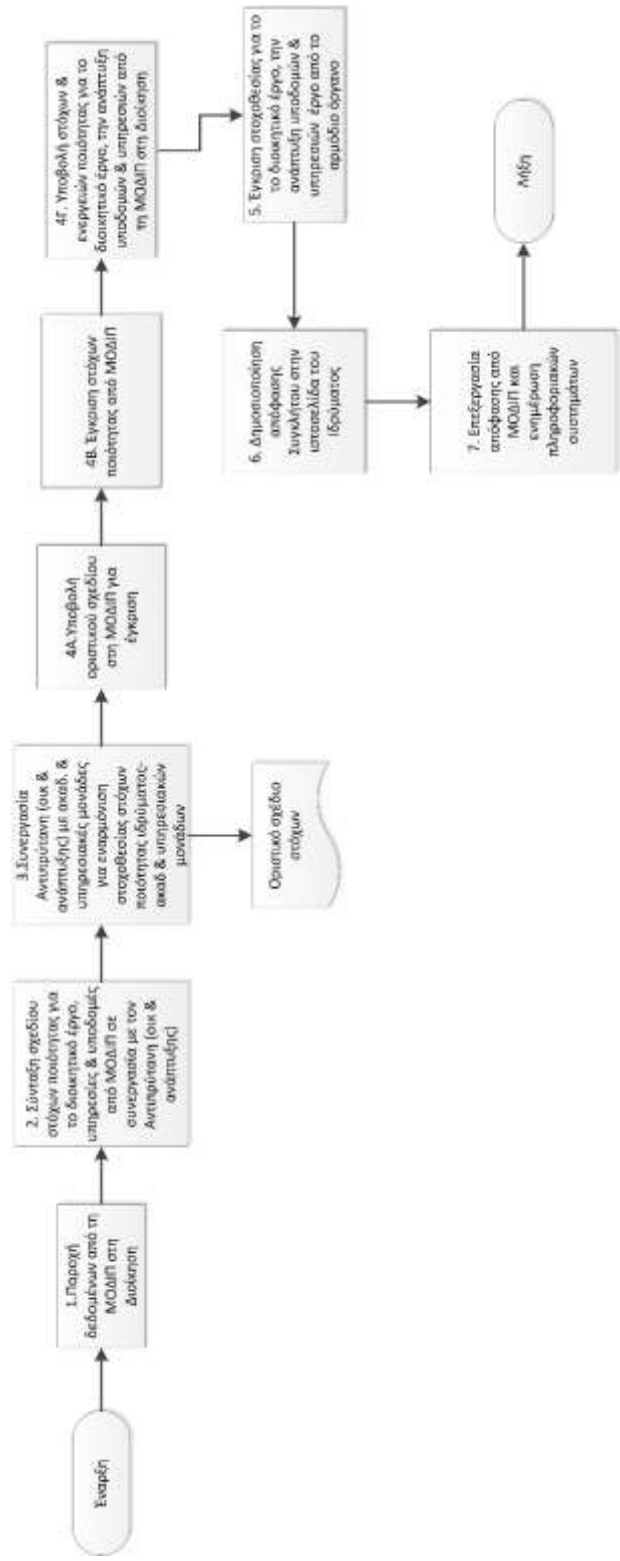 Έναρξη
1.Παροχή
δεδομένων από τη
ΜΟΔΙΠ στη
Διοίκηση
2. Σύνταξη σχεδίου
στόχων ποιότητας για
το διοικητικό έργο,
υπηρεσίες & υποδομές
από ΜΟΔΙΠ σε
συνεργασία με τον
Αντιπρύτανη (οικ &
ανάπτυξης)
3.Συνεργασία
Αντιπρύτανη (οικ &
ανάπτυξης) με ακαδ. &
υπηρεσιακές μονάδες
για εναρμόνιση
στοχοθεσίας στόχων
ποιότητας ιδρύματος-
ακαδ & υπηρεσιακών
μονάδων
Οριστικό σχέδιο
στόχων
4Α.Υποβολή
οριστικού σχεδίου
στη ΜΟΔΙΠ για
έγκριση
4Β. Έγκριση στόχων
ποιότητας από ΜΟΔΙΠ
4Γ. Υποβολή στόχων &
ενεργειών ποιότητας για το
διοικητικό έργο, την ανάπτυξη
υποδομών & υπηρεσιών από
τη ΜΟΔΙΠ στη Διοίκηση
5. Έγκριση στοχοθεσίας για το
το διοικητικό έργο, την
ανάπτυξη υποδομών &
υπηρεσιών έργο από το
αρμόδιο όργανο
6. Δημοσιοποίηση
απόφασης
Συγκλήτου στην
ιστοσελίδα του
Ιδρύματος
7. Επεξεργασία
απόφασης από
ΜΟΔΙΠ και
ενημέρωση
πληροφοριακών
συστημάτων
Λήξη